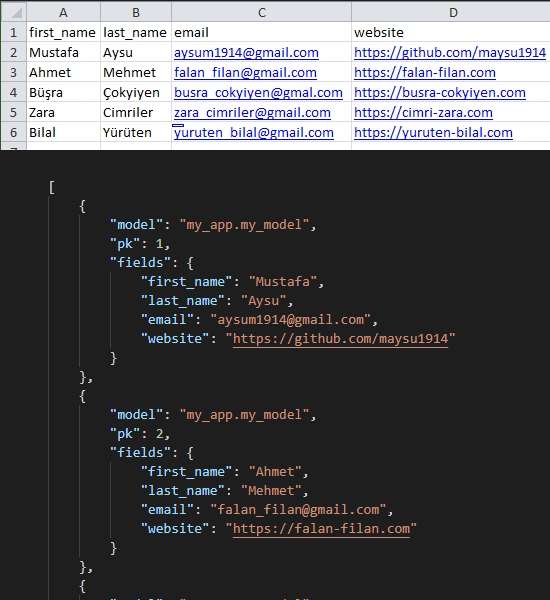 A B C D
1 first_name last_name email website
2 Mustafa Aysu aysum1914@gmail.com https://github.com/maysu1914
3 Ahmet Mehmet falan_filan@gmail.com https://falan-filan.com
4 Büşra Çokyiyen busra_cokyiyen@gmal.com https://busra-cokyiyen.com
5 Zara Cimriler zara_cimriler@gmail.com https://cimri-zara.com
6 Bilal Yürüten yuruten_bilal@gmail.com https://yuruten-bilal.com
[
{
"model": "my_app.my_model",
"pk": 1,
"fields": {
"first_name": "Mustafa",
"last_name": "Aysu",
"email": "aysum1914@gmail.com",
"website": "https://github.com/maysu1914"
}
},
{
"model": "my_app.my_model",
"pk": 2,
"fields": {
"first_name": "Ahmet",
"last_name": "Mehmet",
"email": "falan_filan@gmail.com",
"website": "https://falan-filan.com"
}
},
{